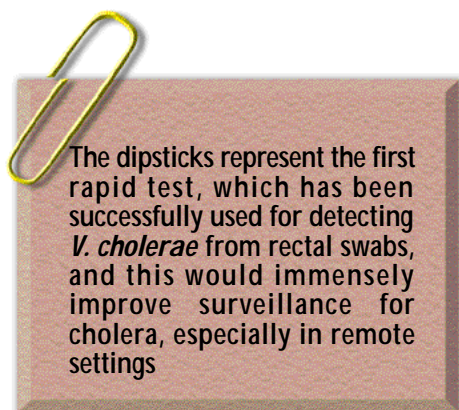 The dipsticks represent the first
rapid test, which has been
successfully used for detecting
V. cholerae from rectal swabs,
and this would immensely
improve surveillance for
cholera, especially in remote
settings